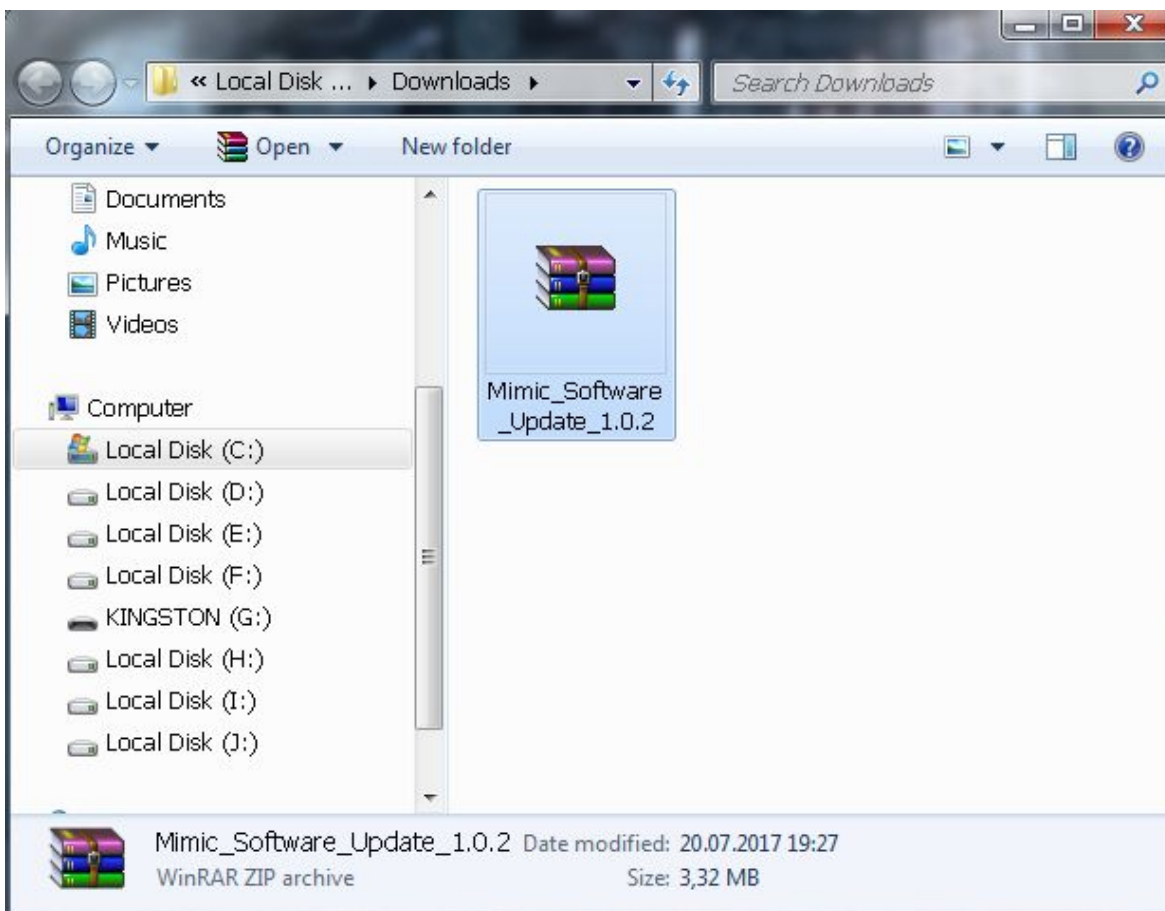 « Local Disk ... ▸ Downloads ▸
Search Downloads
Organize Open New folder
Documents
Music
Pictures
Videos
Computer
Local Disk (C:)
Local Disk (D:)
Local Disk (E:)
Local Disk (F:)
KINGSTON (G:)
Local Disk (H:)
Local Disk (I:)
Local Disk (J:)
Mimic_Software
_Update_1.0.2
Mimic_Software_Update_1.0.2 Date modified: 20.07.2017 19:27
WinRAR ZIP archive Size: 3,32 MB